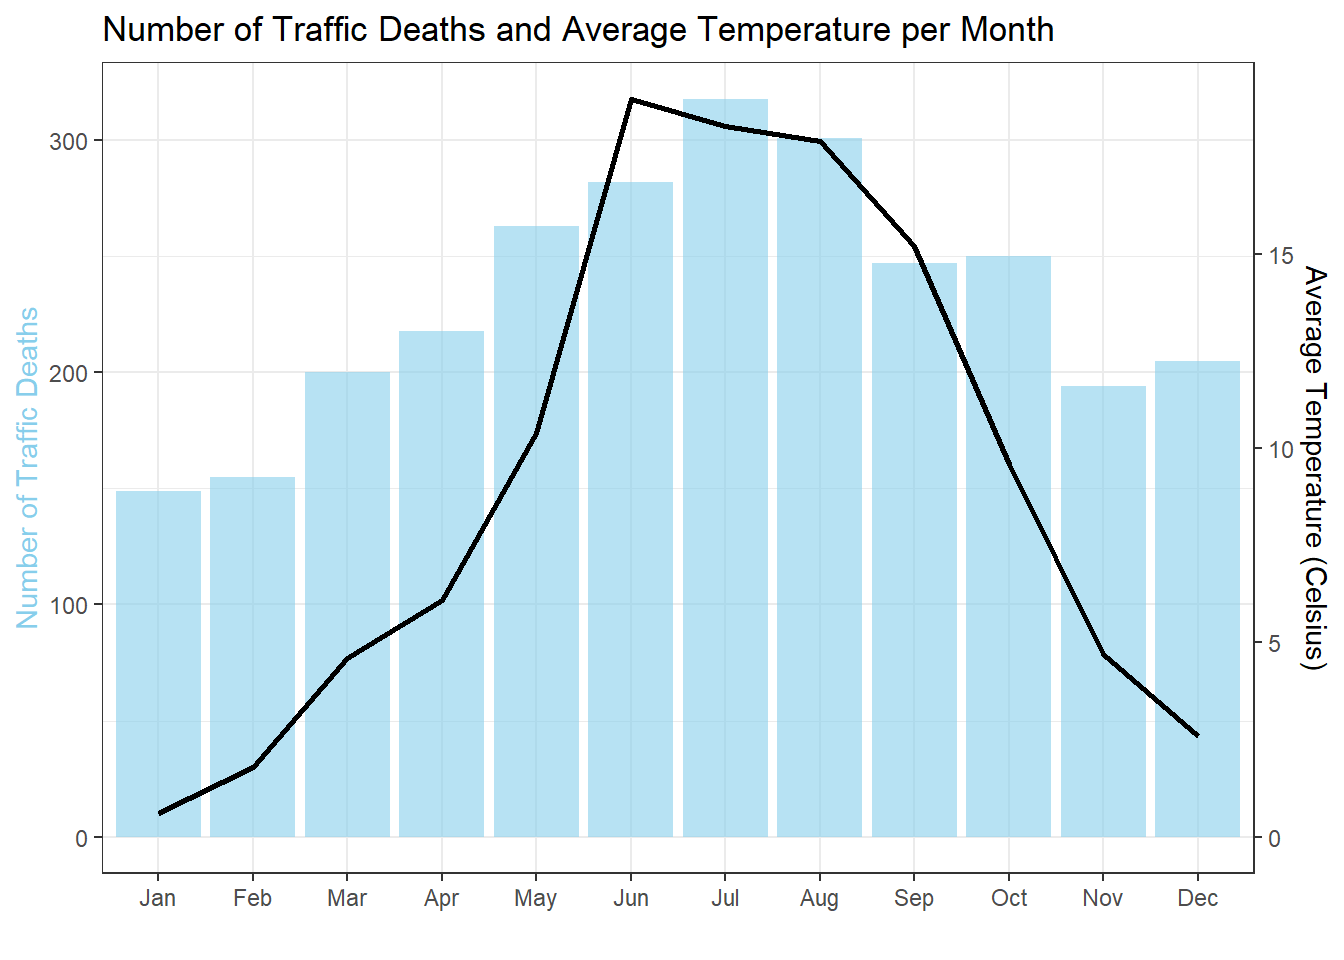 Number of Traffic Deaths and Average Temperature per Month
Number of Traffic Deaths
300
200
100
0
15
10
5
0
Average Temperature (Celsius)
Jan Feb Mar Apr May Jun Jul Aug Sep Oct Nov Dec